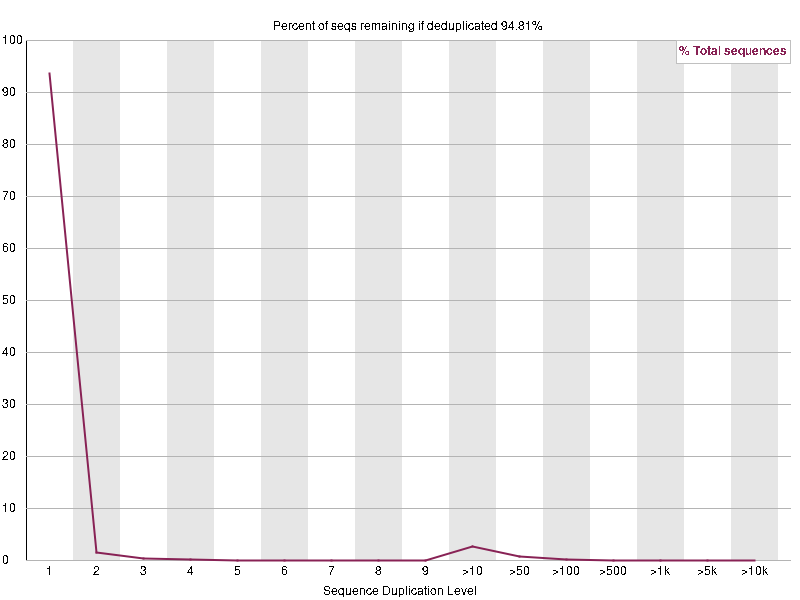 Percent of seqs remaining if deduplicated 94.81%
% Total sequences
100
90
80
70
60
50
40
30
20
10
0
1 2 3 4 5 6 7 8 9 >10 >50 >100 >500 >1k >5k >10k
Sequence Duplication Level